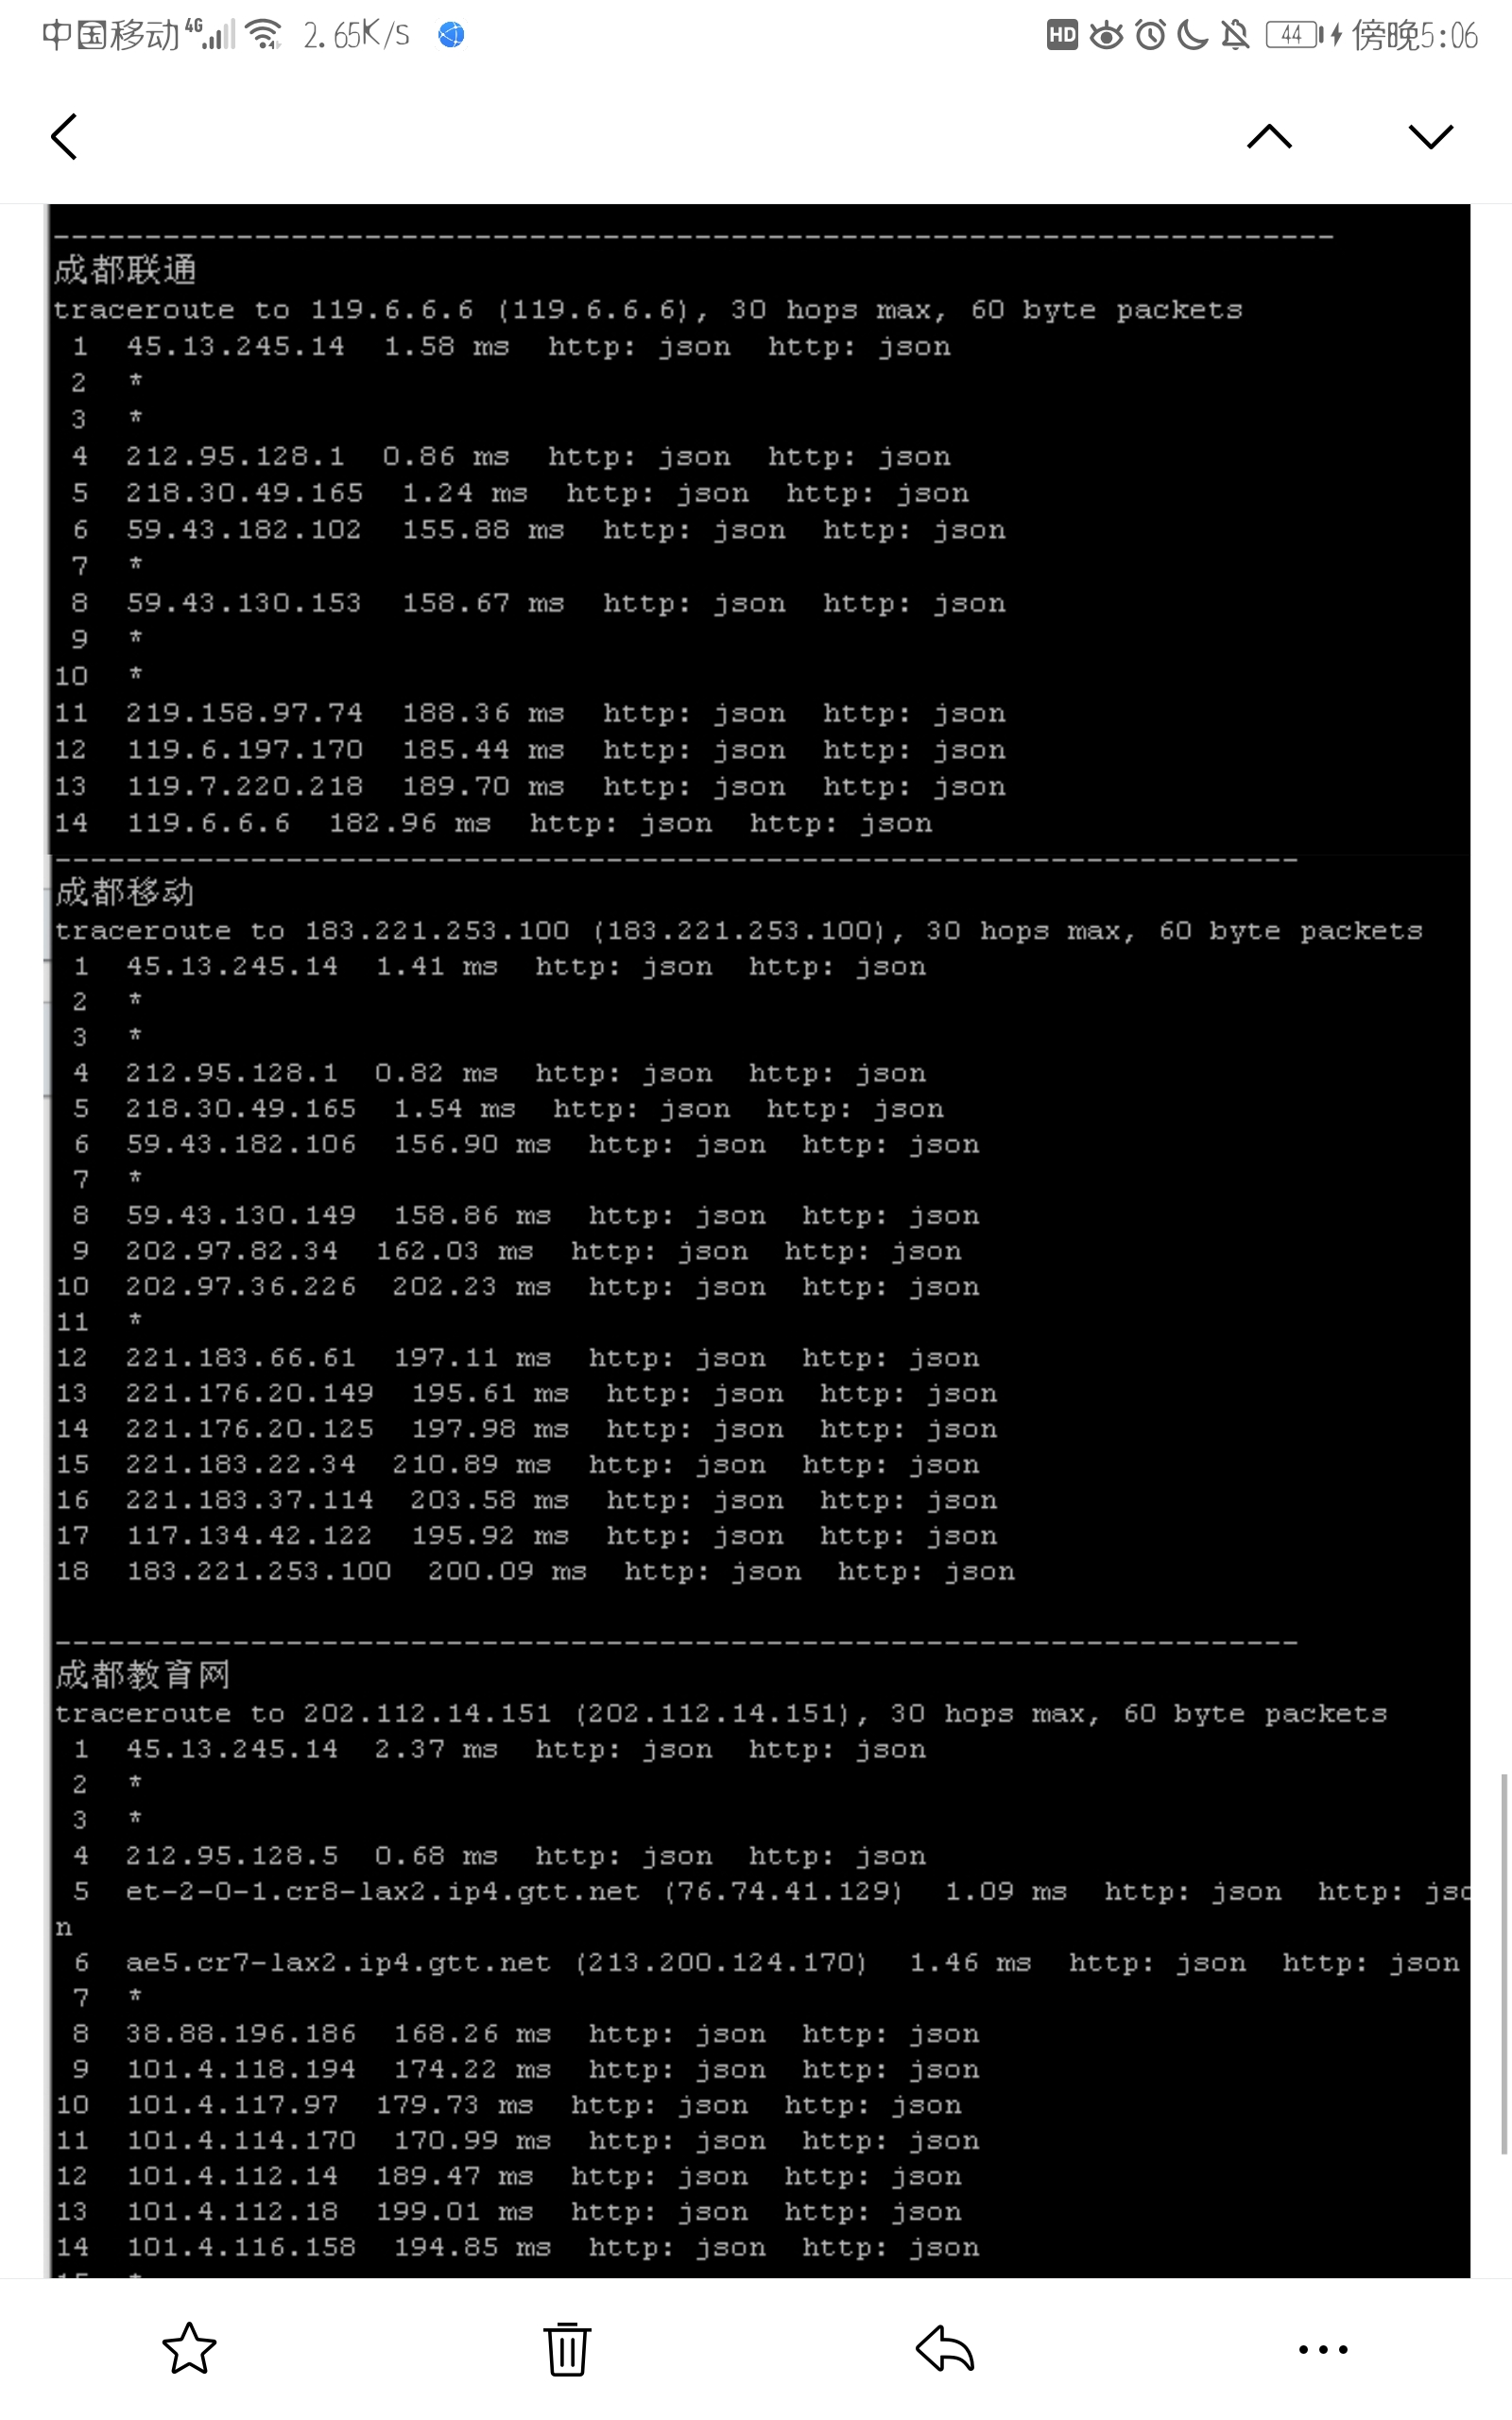 中国移动 4G 2.65K/s HD 44 傍晚5:06
--------------------------------------------------------------------
成都联通
traceroute to 119.6.6.6 (119.6.6.6), 30 hops max, 60 byte packets
1 45.13.245.14 1.58 ms http: json http: json
2 *
3 *
4 212.95.128.1 0.86 ms http: json http: json
5 218.30.49.165 1.24 ms http: json http: json
6 59.43.182.102 155.88 ms http: json http: json
7 *
8 59.43.130.153 158.67 ms http: json http: json
9 *
10 *
11 219.158.97.74 188.36 ms http: json http: json
12 119.6.197.170 185.44 ms http: json http: json
13 119.7.220.218 189.70 ms http: json http: json
14 119.6.6.6 182.96 ms http: json http: json
--------------------------------------------------------------------
成都移动
traceroute to 183.221.253.100 (183.221.253.100), 30 hops max, 60 byte packets
1 45.13.245.14 1.41 ms http: json http: json
2 *
3 *
4 212.95.128.1 0.82 ms http: json http: json
5 218.30.49.165 1.54 ms http: json http: json
6 59.43.182.106 156.90 ms http: json http: json
7 *
8 59.43.130.149 158.86 ms http: json http: json
9 202.97.82.34 162.03 ms http: json http: json
10 202.97.36.226 202.23 ms http: json http: json
11 *
12 221.183.66.61 197.11 ms http: json http: json
13 221.176.20.149 195.61 ms http: json http: json
14 221.176.20.125 197.98 ms http: json http: json
15 221.183.22.34 210.89 ms http: json http: json
16 221.183.37.114 203.58 ms http: json http: json
17 117.134.42.122 195.92 ms http: json http: json
18 183.221.253.100 200.09 ms http: json http: json
--------------------------------------------------------------------
成都教育网
traceroute to 202.112.14.151 (202.112.14.151), 30 hops max, 60 byte packets
1 45.13.245.14 2.37 ms http: json http: json
2 *
3 *
4 212.95.128.5 0.68 ms http: json http: json
5 et-2-0-1.cr8-lax2.ip4.gtt.net (76.74.41.129) 1.09 ms http: json http: jso
n
6 ae5.cr7-lax2.ip4.gtt.net (213.200.124.170) 1.46 ms http: json http: json
7 *
8 38.88.196.186 168.26 ms http: json http: json
9 101.4.118.194 174.22 ms http: json http: json
10 101.4.117.97 179.73 ms http: json http: json
11 101.4.114.170 170.99 ms http: json http: json
12 101.4.112.14 189.47 ms http: json http: json
13 101.4.112.18 199.01 ms http: json http: json
14 101.4.116.158 194.85 ms http: json http: json